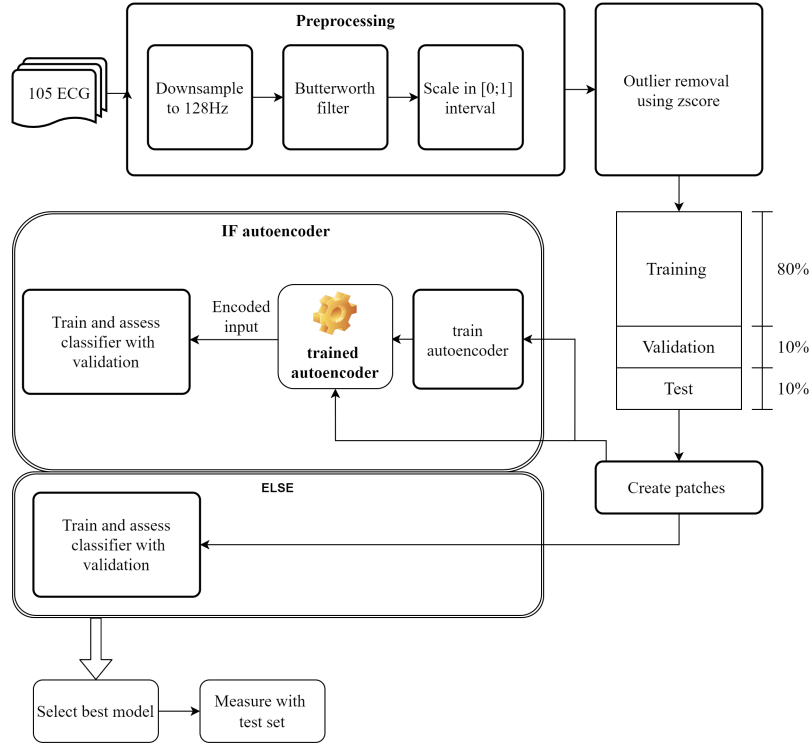 Preprocessing
105 ECG
Downsample
to 128Hz
Butterworth
filter
Scale in [0;1]
interval
Outlier removal
using zscore
Training
80%
Validation
10%
Test
10%
Create patches
IF autoencoder
Train and assess
classifier with
validation
Encoded
input
trained
autoencoder
train
autoencoder
ELSE
Train and assess
classifier with
validation
Select best model
Measure with
test set